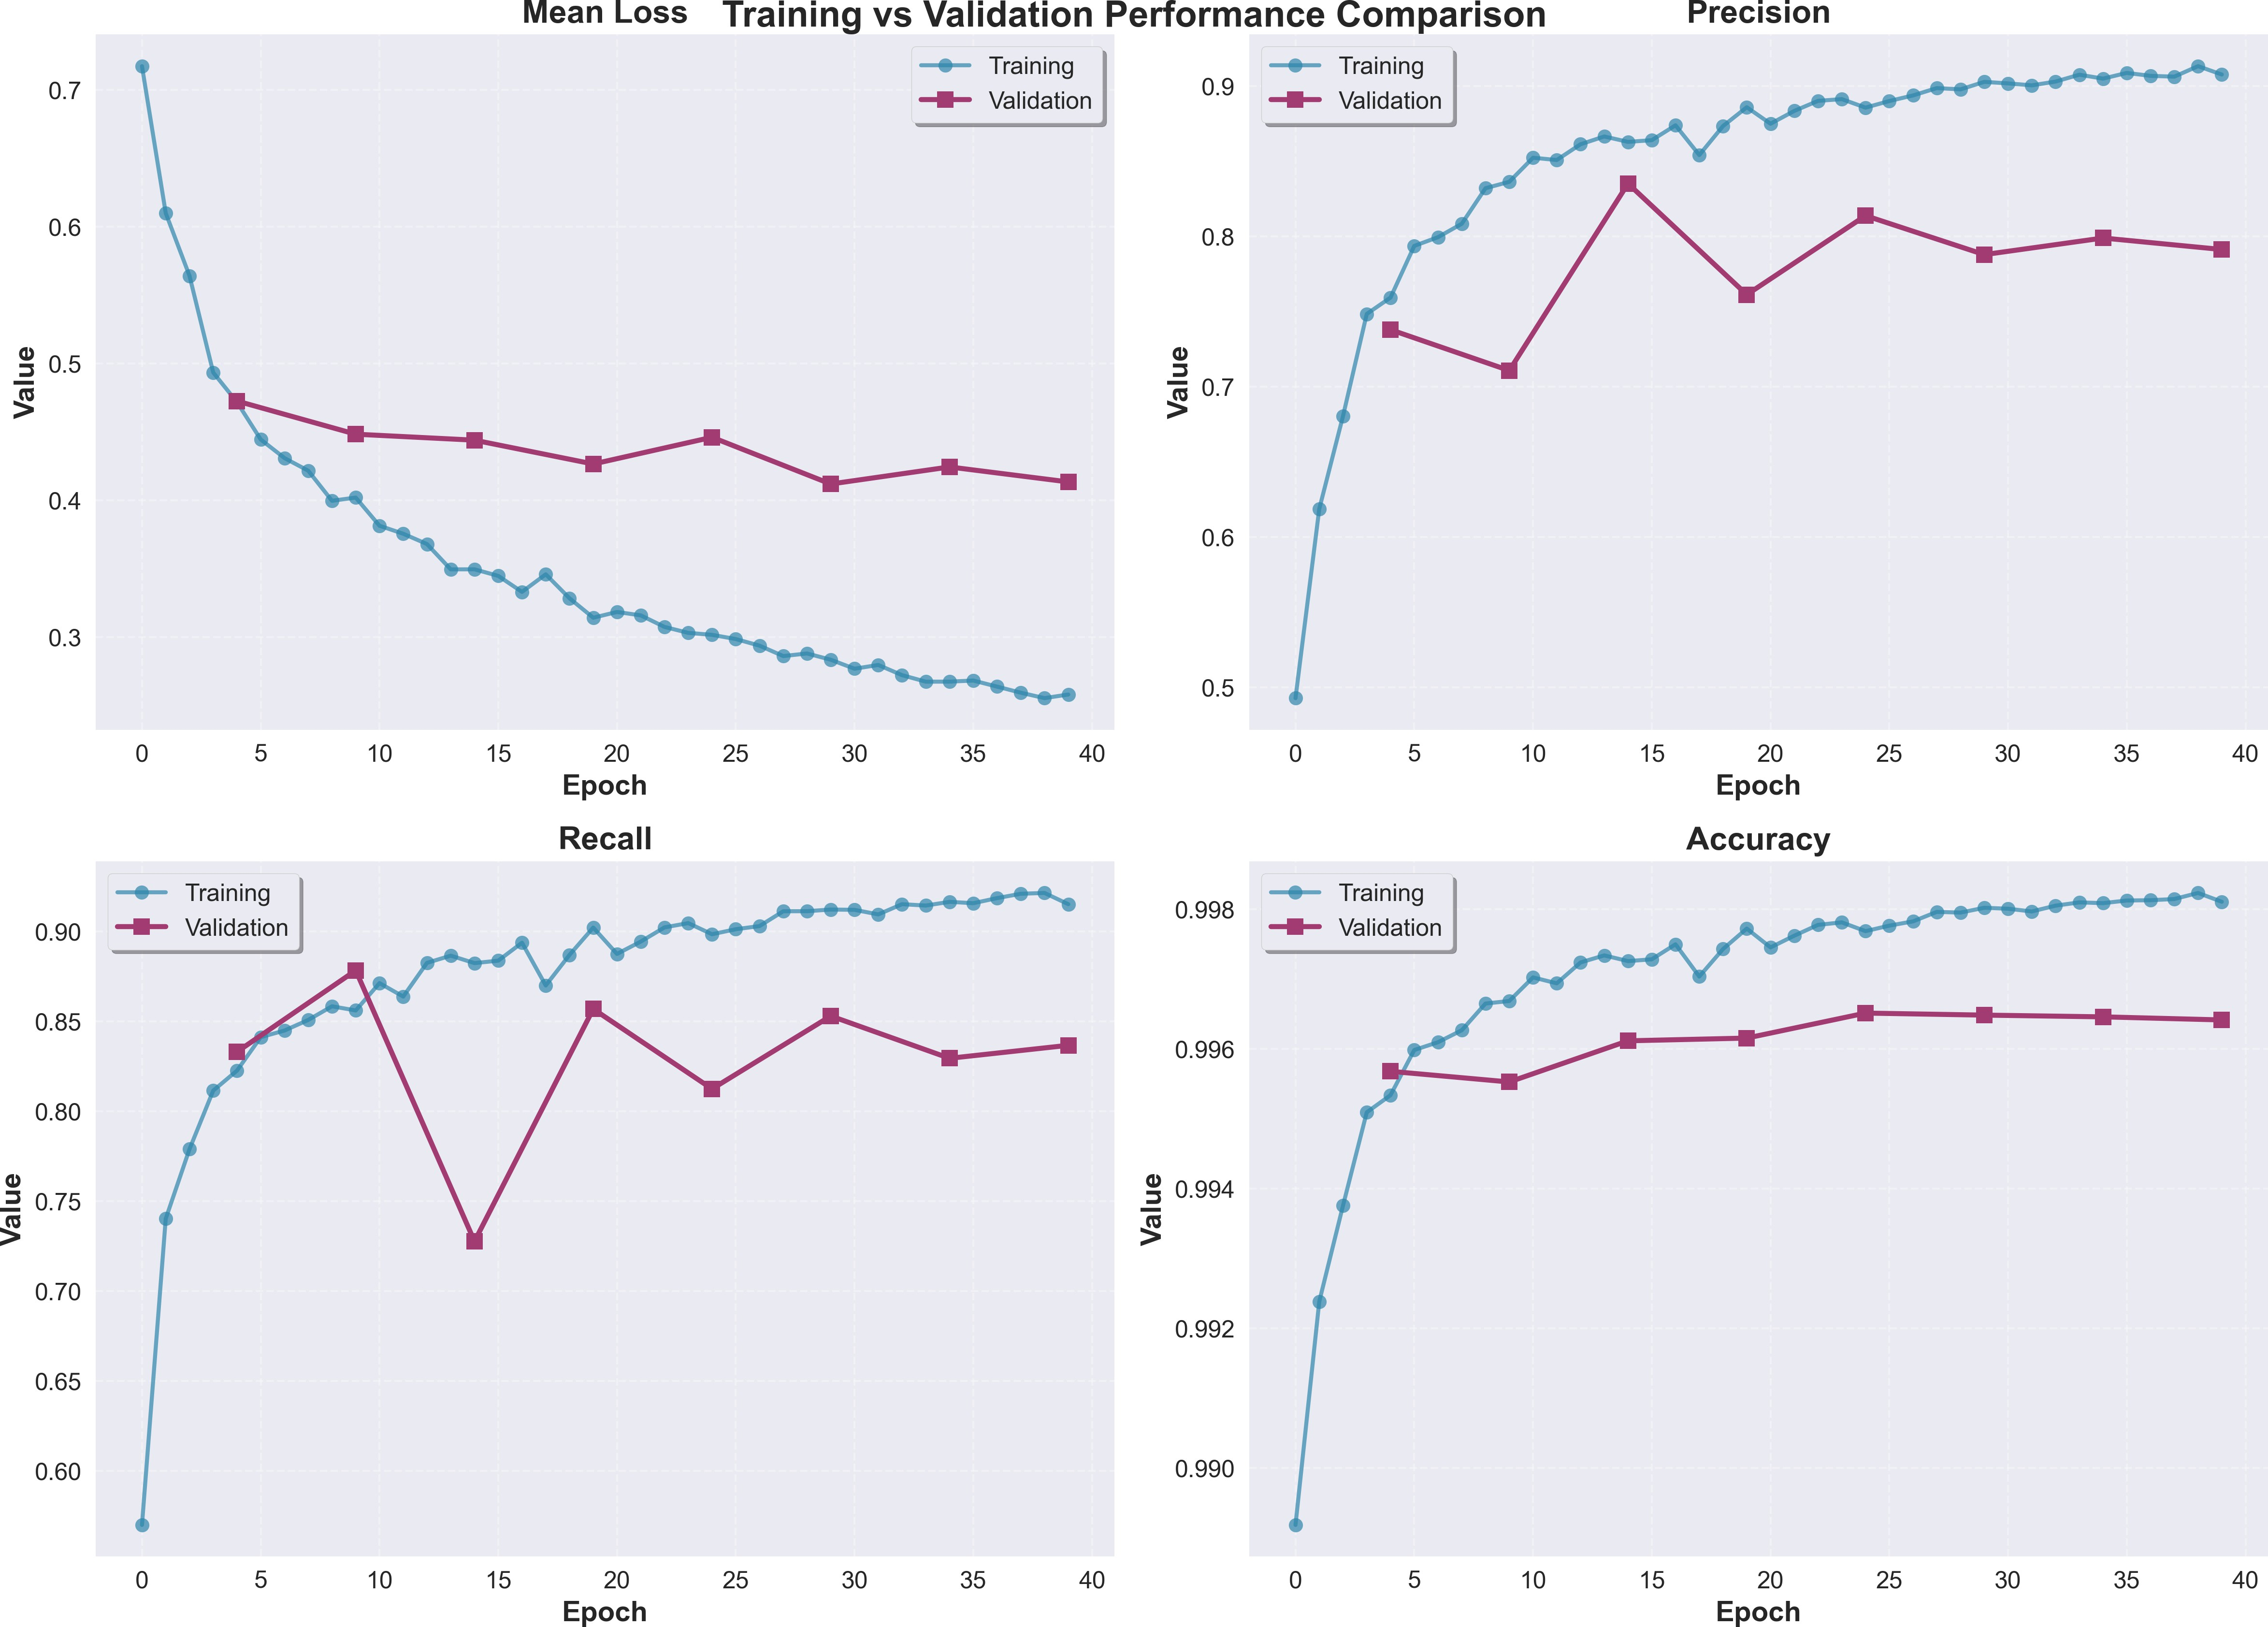 Training vs Validation Performance Comparison
Mean Loss
Training
Validation
0.7
0.6
0.5
0.4
0.3
Value
0 5 10 15 20 25 30 35 40
Epoch
Precision
Training
Validation
0.9
0.8
0.7
0.6
0.5
Value
0 5 10 15 20 25 30 35 40
Epoch
Recall
Training
Validation
0.90
0.85
0.80
0.75
0.70
0.65
0.60
Value
0 5 10 15 20 25 30 35 40
Epoch
Accuracy
Training
Validation
0.998
0.996
0.994
0.992
0.990
Value
0 5 10 15 20 25 30 35 40
Epoch